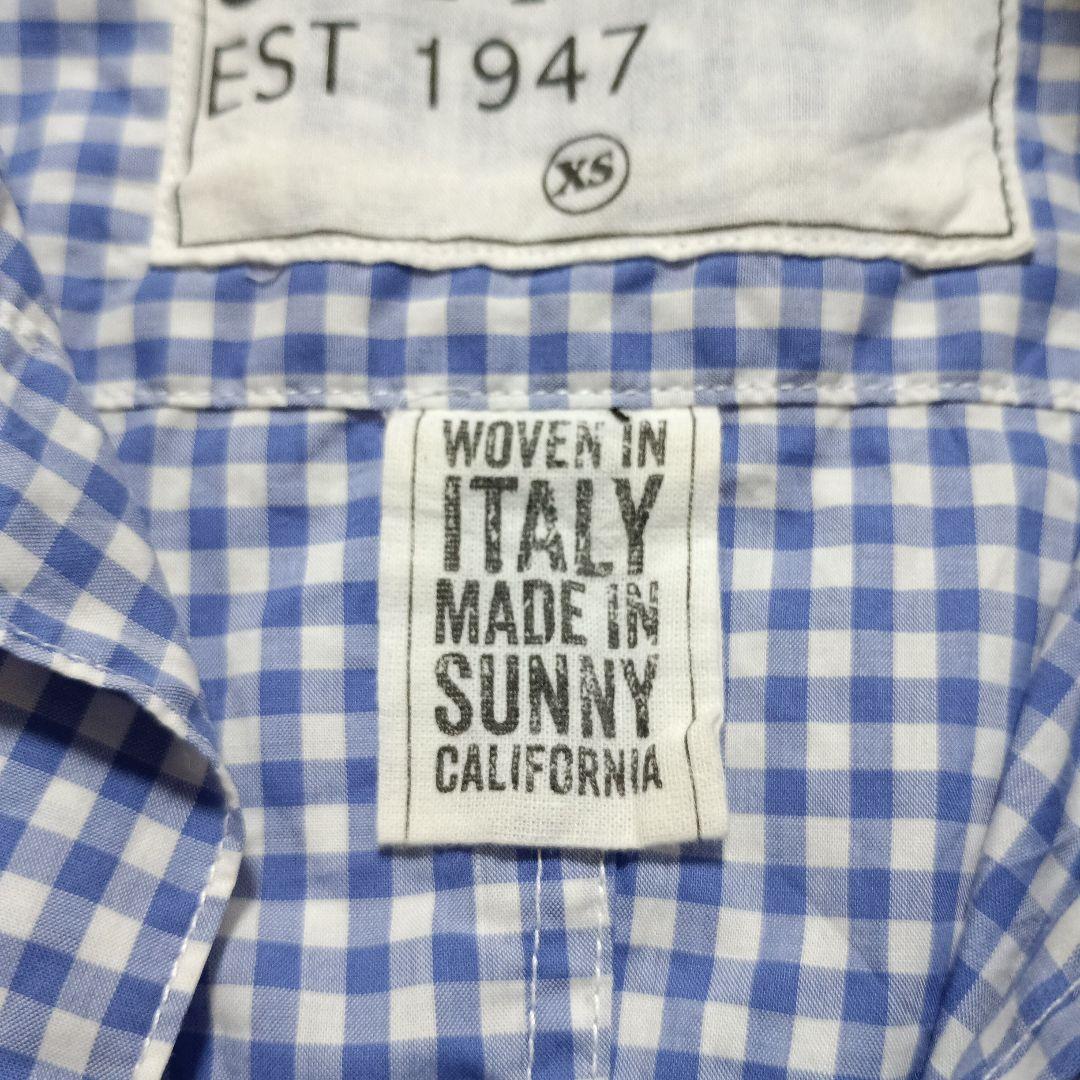 EST 1947
XS
WOVEN IN
ITALY
MADE IN
SUNNY
CALIFORNIA